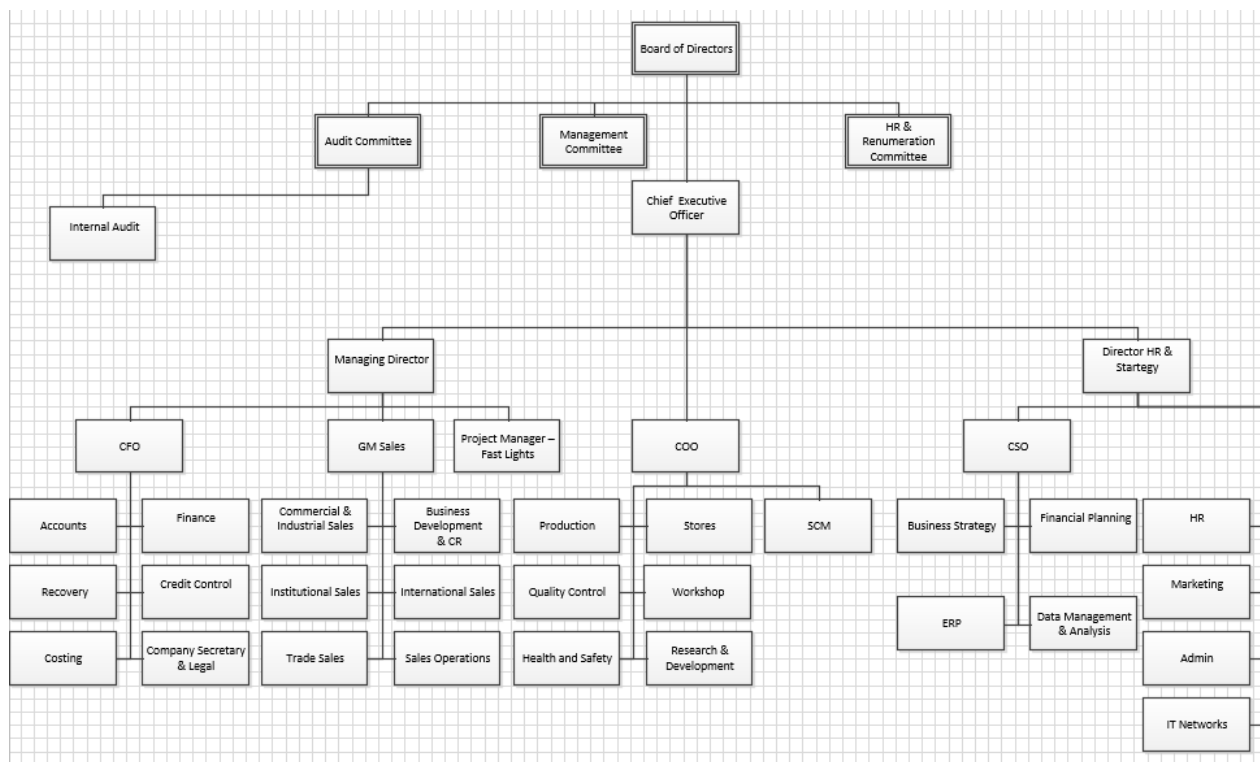 Board of Directors
Audit Committee
Management
Committee
HR &
Renumeration
Committee
Chief Executive
Officer
Internal Audit
Managing Director
Director HR &
Startegy
CFO
GM Sales
Project Manager –
Fast Lights
COO
CSO
Accounts
Finance
Commercial &
Industrial Sales
Business
Development
& CR
Production
Stores
SCM
Business Strategy
Financial Planning
HR
Recovery
Credit Control
Institutional Sales
International Sales
Quality Control
Workshop
Marketing
ERP
Data Management
& Analysis
Costing
Company Secretary
& Legal
Trade Sales
Sales Operations
Health and Safety
Research &
Development
Admin
IT Networks